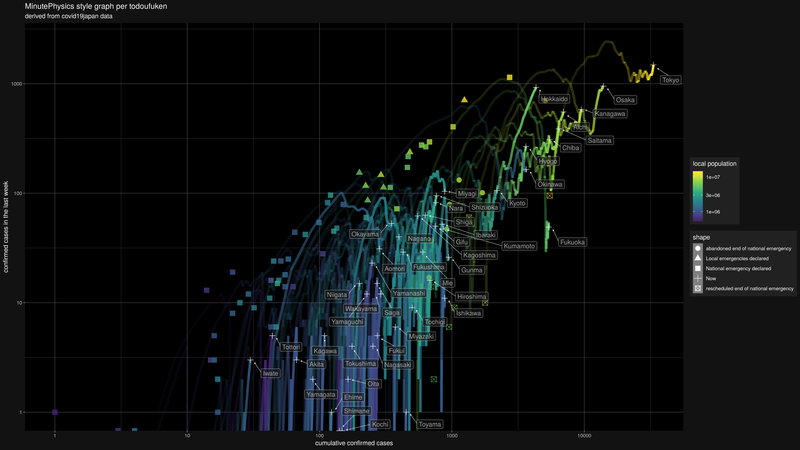 MinutePhysics style graph per todoufuken
derived from covid19japan data
confirmed cases in the last week
1000
100
10
1
Tokyo
Hokkaido
Osaka
Kanagawa
Aichi
Saitama
Chiba
Hyogo
Okinawa
Miyagi
Kyoto
Nara
Shizuoka
Shiga
Okayama
Ibaraki
Nagano
Gifu
Kumamoto
Fukuoka
Kagoshima
Aomori
Fukushima
Gunma
Mie
Niigata
Yamanashi
Hiroshima
Wakayama
Saga
Ishikawa
Yamaguchi
Tochigi
Miyazaki
Tottori
Kagawa
Fukui
Iwate
Akita
Tokushima
Nagasaki
Oita
Yamagata
Ehime
Shimane
Kochi
Toyama
1
10
100
1000
10000
cumulative confirmed cases
local population
1e+07
1e+06
shape
abandoned end of national emergency
Local emergencies declared
National emergency declared
Now
rescheduled end of national emergency